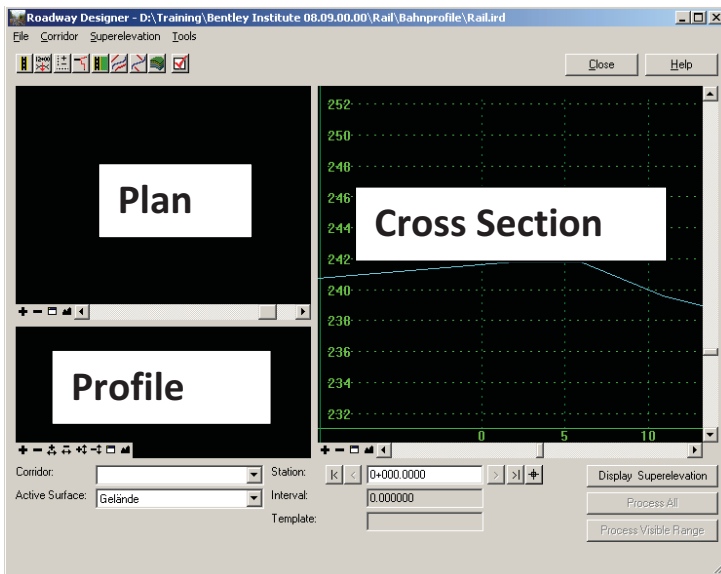 Roadway Designer - D:\Training\Bentley Institute 08.09.00.00\Rail\Bahnprofile\Rail.ird
File Corridor Superelevation Tools
12+00
Close Help
Plan
Profile
252
250
248
246
244
242
240
238
236
234
232
Cross Section
0 5 10
Corridor:
Active Surface: Gelände
Station: 0+000.0000
Interval: 0.000000
Template:
Display Superelevation
Process All
Process Visible Range